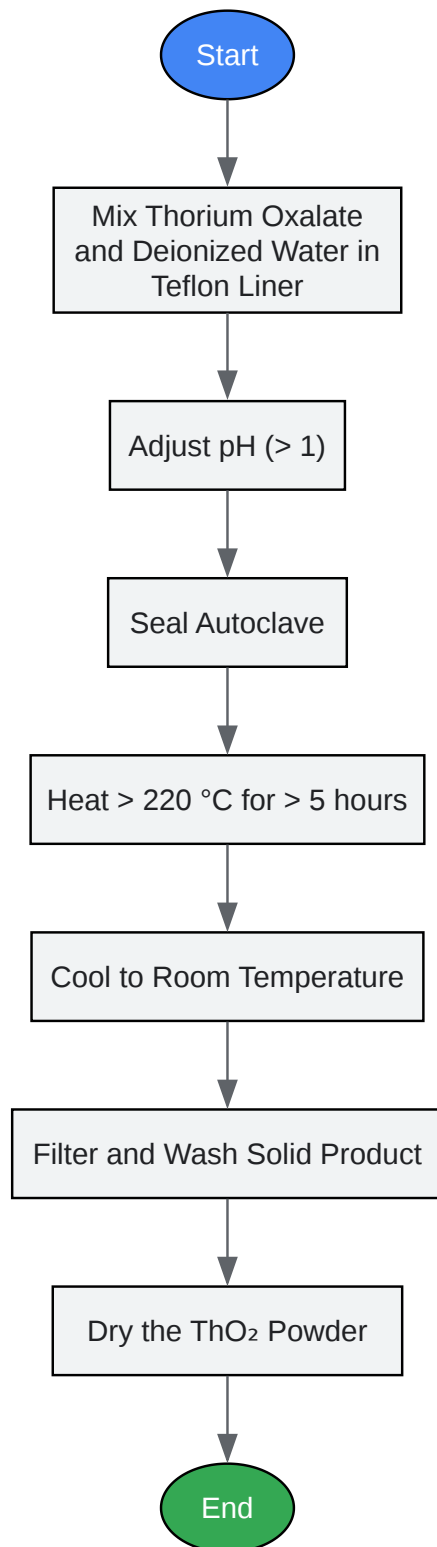 Start
Mix Thorium Oxalate
and Deionized Water in
Teflon Liner
Adjust pH (> 1)
Seal Autoclave
Heat > 220 °C for > 5 hours
Cool to Room Temperature
Filter and Wash Solid Product
Dry the ThO₂ Powder
End